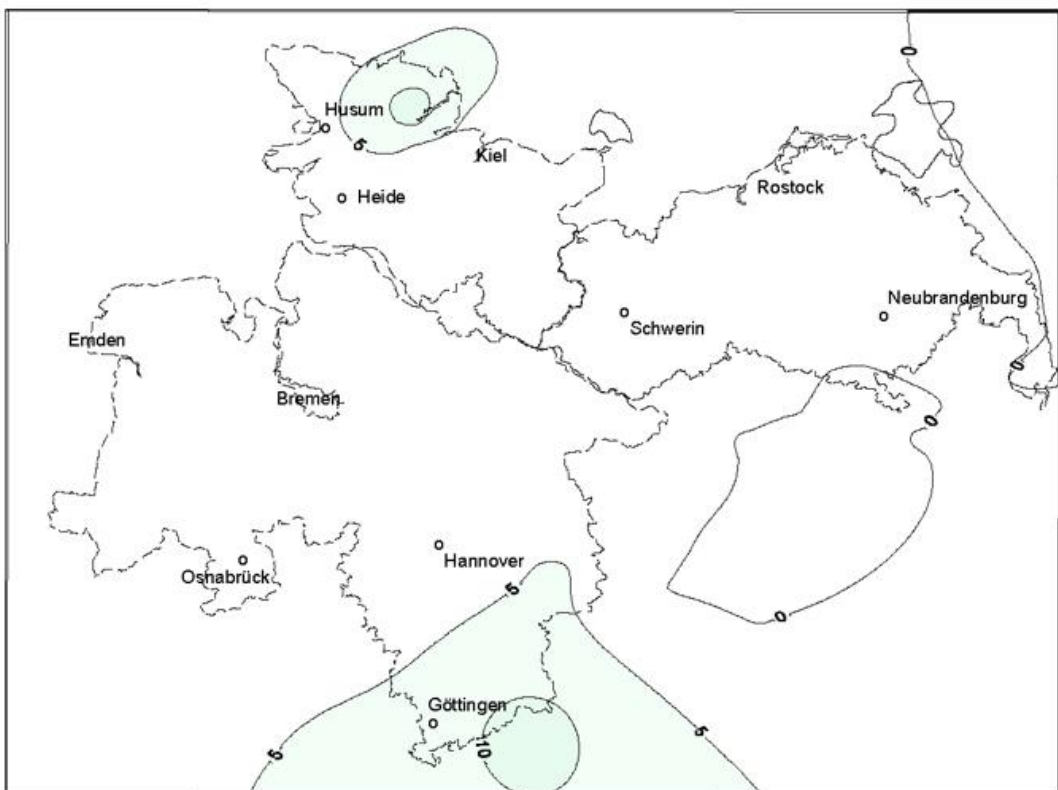 0
Husum
5
Kiel
Heide
Rostock
Neubrandenburg
Schwerin
Emden
0
Bremen
0
Hannover
Osnabrück
5
0
Göttingen
5
10
5